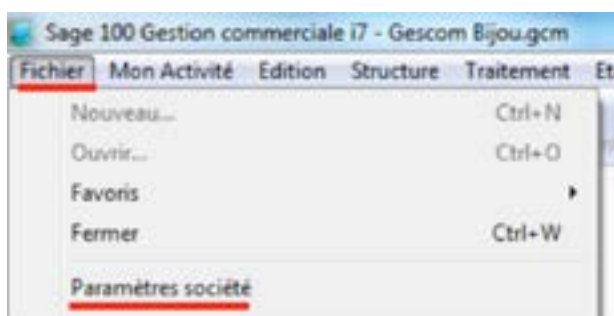 Sage 100 Gestion commerciale i7 - Gescom Bijou.gcm
Fichier Mon Activité Edition Structure Traitement Et
Nouveau... Ctrl+N
Ouvrir... Ctrl+O
Favoris
Fermer Ctrl+W
Paramètres société